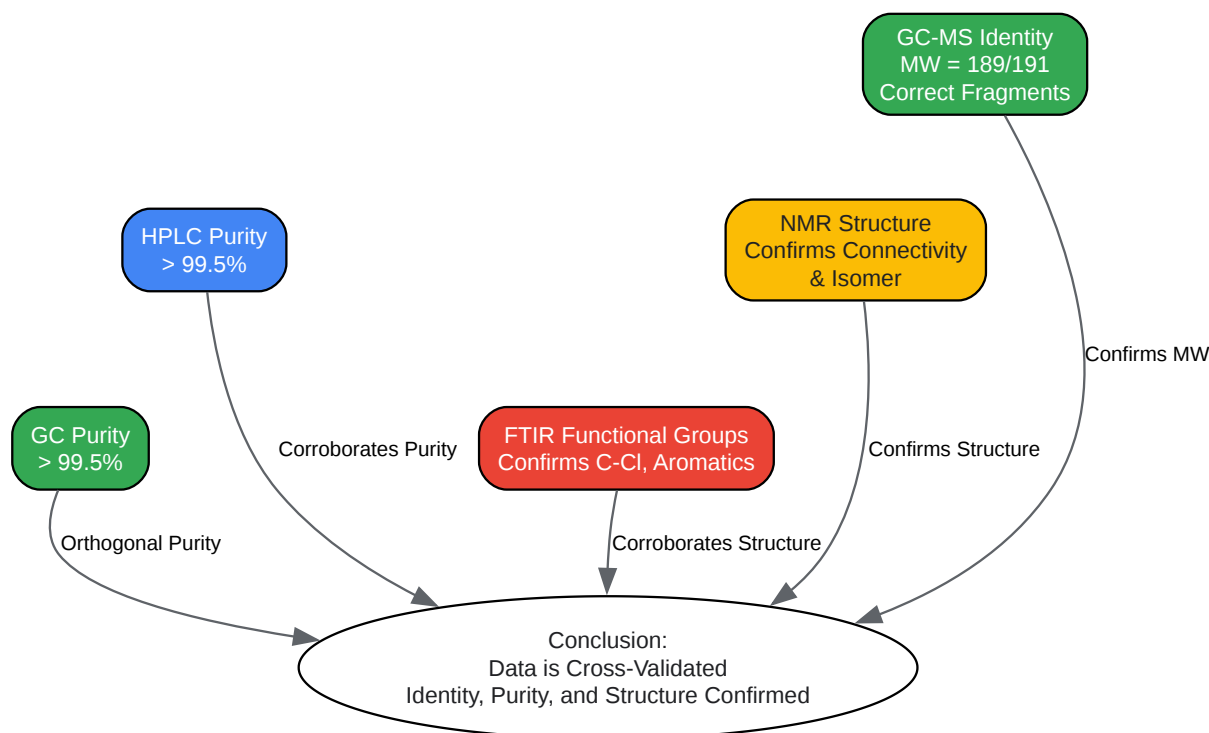 GC-MS Identity
MW = 189/191
Correct Fragments
HPLC Purity
> 99.5%
NMR Structure
Confirms Connectivity
& Isomer
Confirms MW
GC Purity
> 99.5%
Corroborates Purity
FTIR Functional Groups
Confirms C-Cl, Aromatics
Confirms Structure
Orthogonal Purity
Corroborates Structure
Conclusion:
Data is Cross-Validated
Identity, Purity, and Structure Confirmed